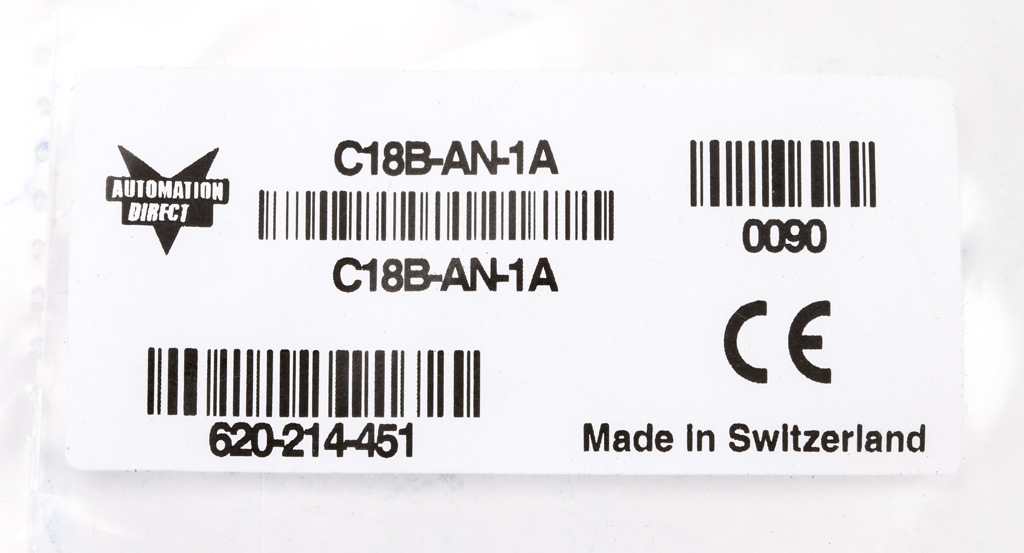 AUTOMATION
DIRECT
C18B-AN-1A
C18B-AN-1A
0090
CE
620-214-451
Made in Switzerland